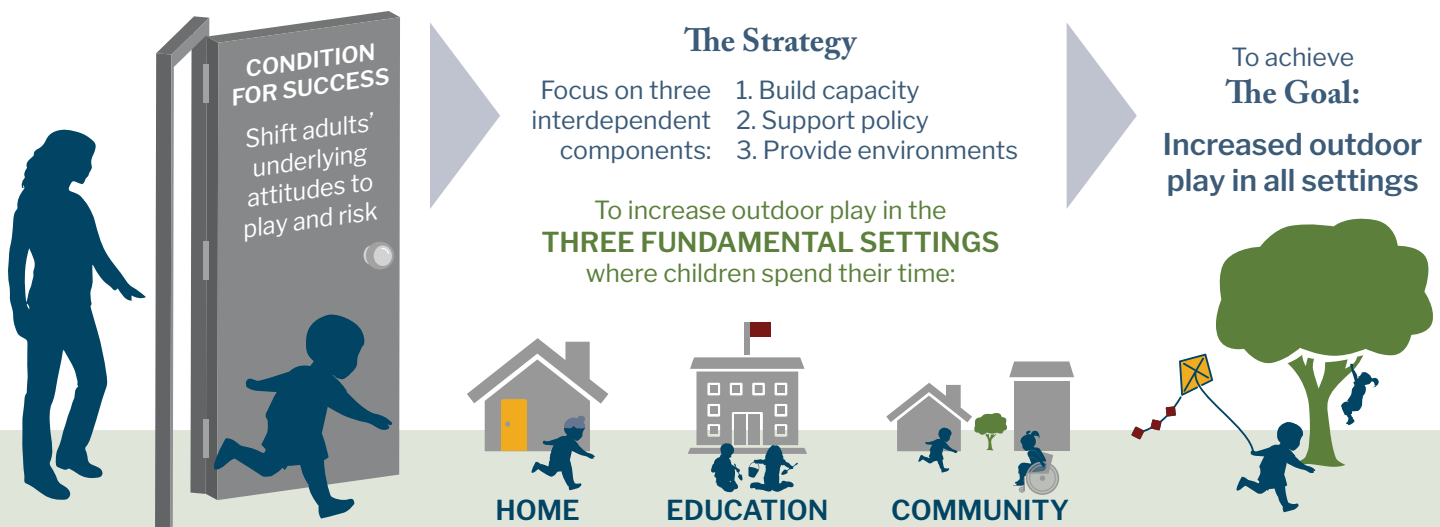 CONDITION
FOR SUCCESS
Shift adults’
underlying
attitudes to
play and risk
The Strategy
Focus on three
interdependent
components:
1. Build capacity
2. Support policy
3. Provide environments
To increase outdoor play in the
THREE FUNDAMENTAL SETTINGS
where children spend their time:
HOME
EDUCATION
COMMUNITY
To achieve
The Goal:
Increased outdoor
play in all settings